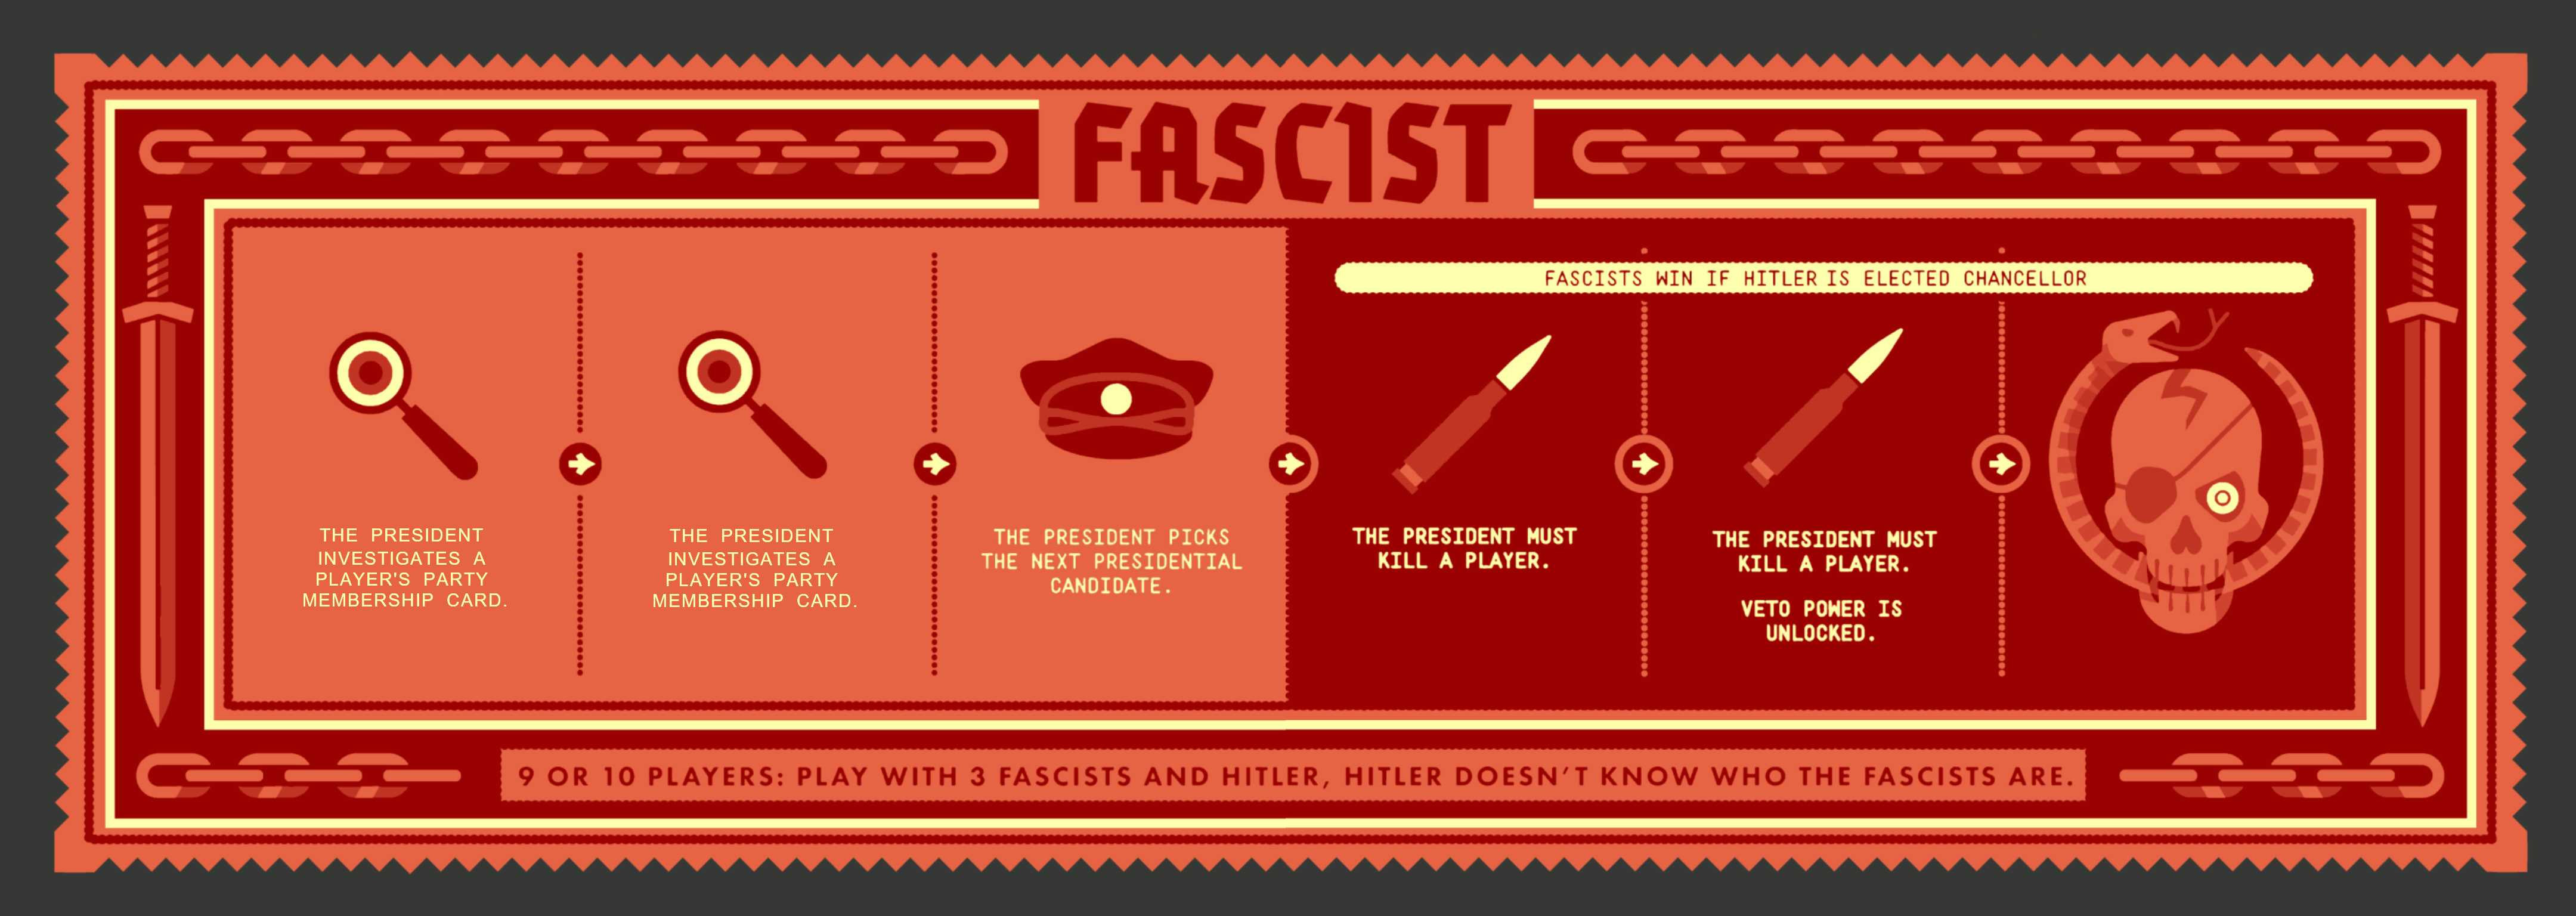 FASCIST
FASCISTS WIN IF HITLER IS ELECTED CHANCELLOR
THE PRESIDENT
INVESTIGATES A
PLAYER'S PARTY
MEMBERSHIP CARD.
THE PRESIDENT
INVESTIGATES A
PLAYER'S PARTY
MEMBERSHIP CARD.
THE PRESIDENT PICKS
THE NEXT PRESIDENTIAL
CANDIDATE.
THE PRESIDENT MUST
KILL A PLAYER.
THE PRESIDENT MUST
KILL A PLAYER.
VETO POWER IS
UNLOCKED.
9 OR 10 PLAYERS: PLAY WITH 3 FASCISTS AND HITLER, HITLER DOESN'T KNOW WHO THE FASCISTS ARE.